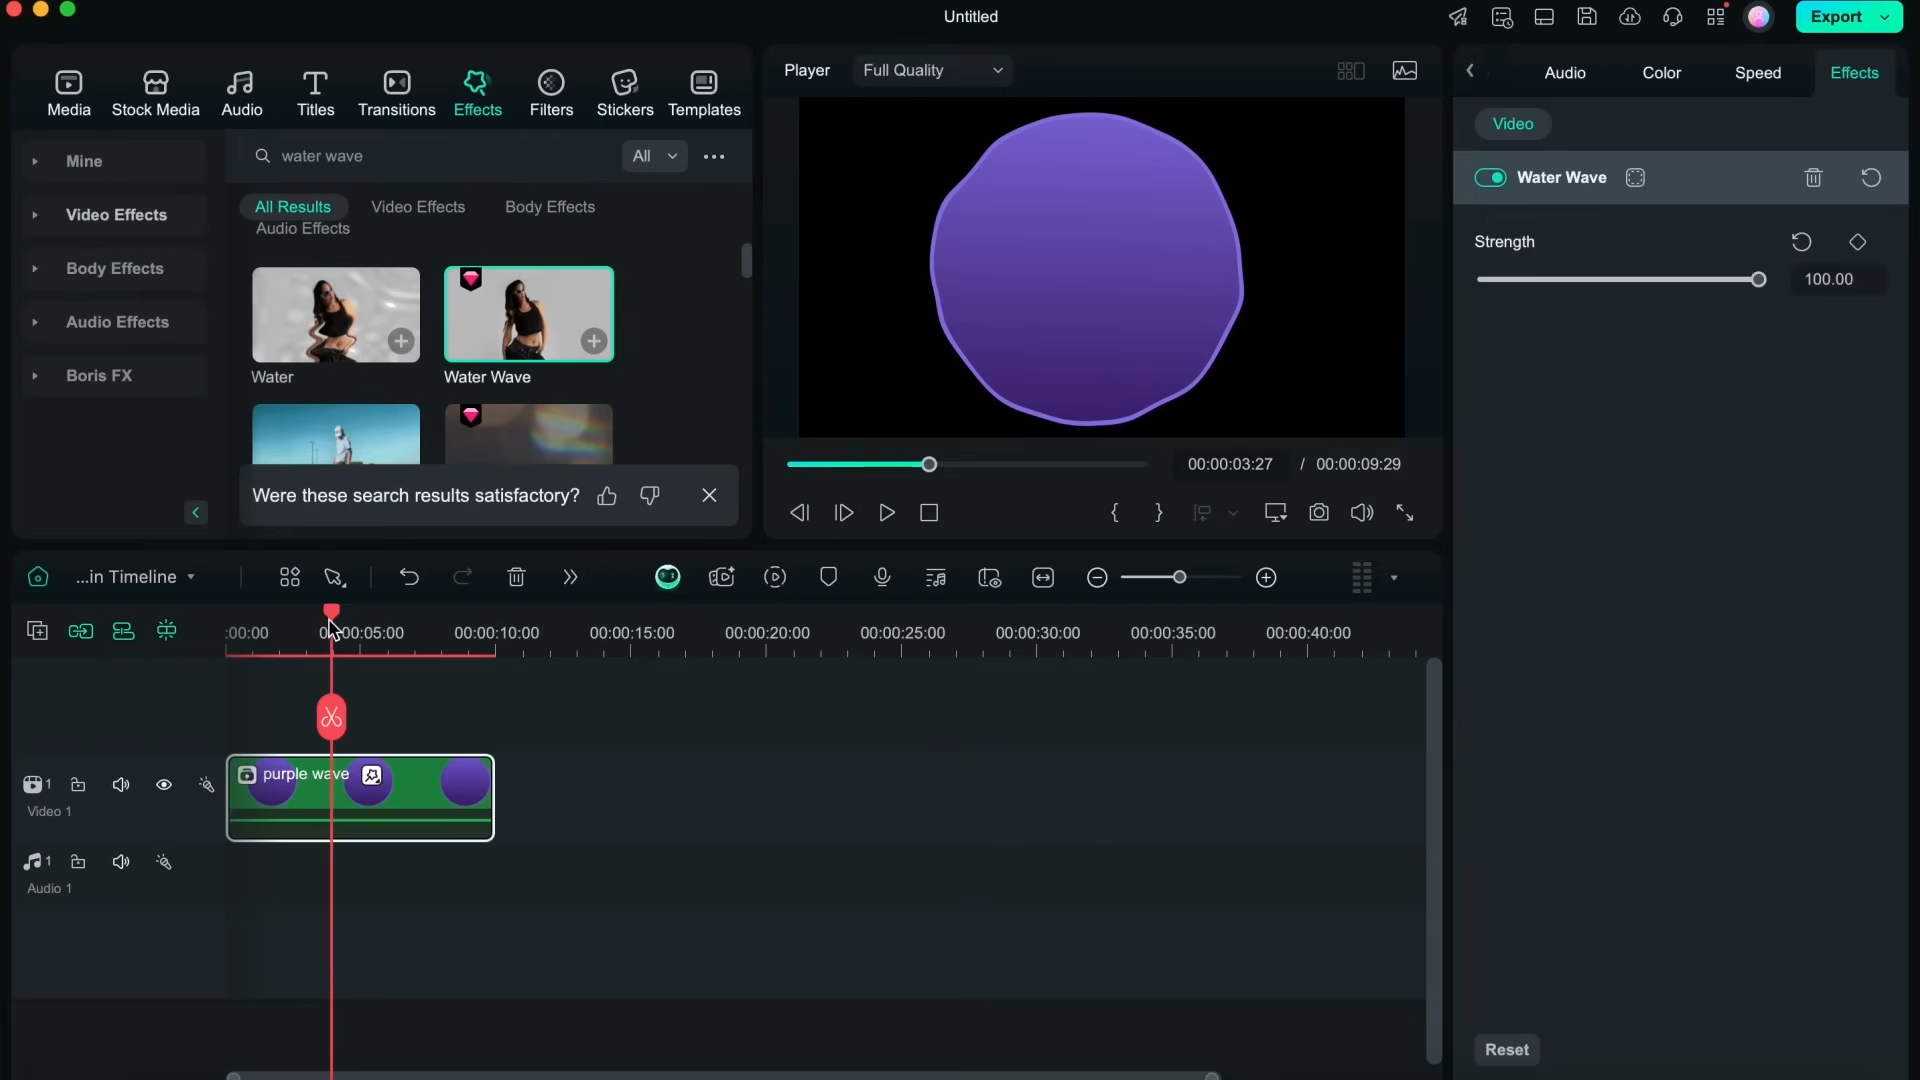 Untitled
Export
Media
Stock Media
Audio
Titles
Transitions
Effects
Filters
Stickers
Templates
Mine
Video Effects
Body Effects
Audio Effects
Boris FX
water wave
All
All Results
Video Effects
Body Effects
Audio Effects
Water
Water Wave
Were these search results satisfactory?
Player
Full Quality
00:00:03:27 / 00:00:09:29
Audio
Color
Speed
Effects
Video
Water Wave
Strength
100.00
Reset
...in Timeline
:00:00
00:00:05:00
00:00:10:00
00:00:15:00
00:00:20:00
00:00:25:00
00:00:30:00
00:00:35:00
00:00:40:00
purple wave
1
Video 1
1
Audio 1